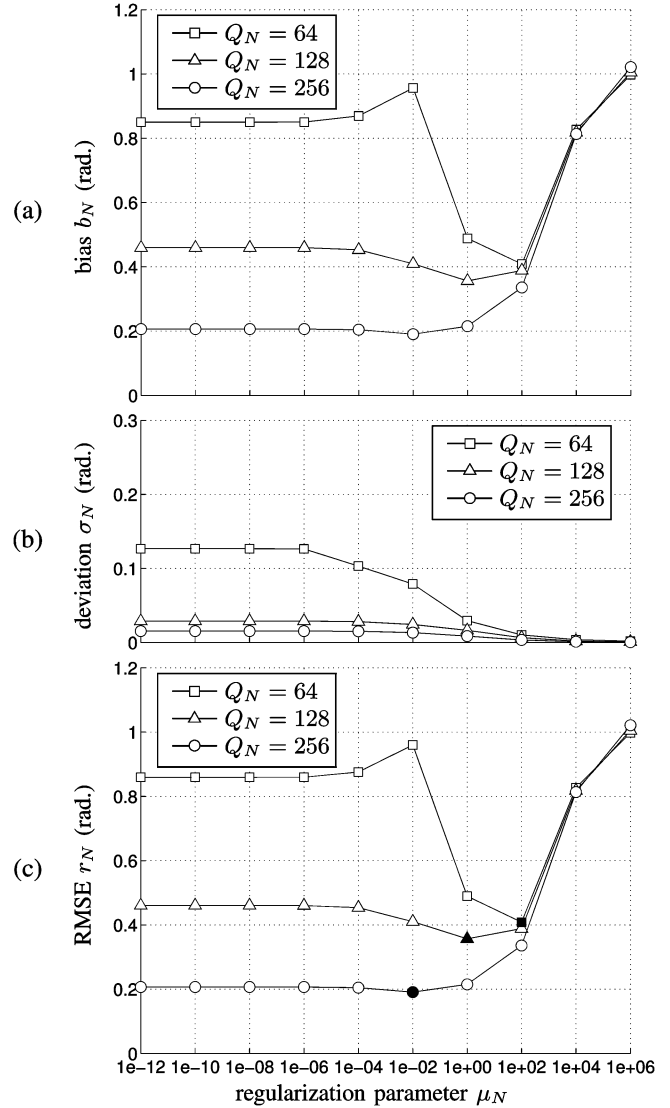 1.2
1
0.8
0.6
0.4
0.2
0
bias b_N (rad.)
(a)
Q_N = 64
Q_N = 128
Q_N = 256
0.3
0.2
0.1
0
deviation σ_N (rad.)
(b)
Q_N = 64
Q_N = 128
Q_N = 256
1.2
1
0.8
0.6
0.4
0.2
0
RMSE r_N (rad.)
(c)
Q_N = 64
Q_N = 128
Q_N = 256
1e-12 1e-10 1e-08 1e-06 1e-04 1e-02 1e+00 1e+02 1e+04 1e+06
regularization parameter μ_N